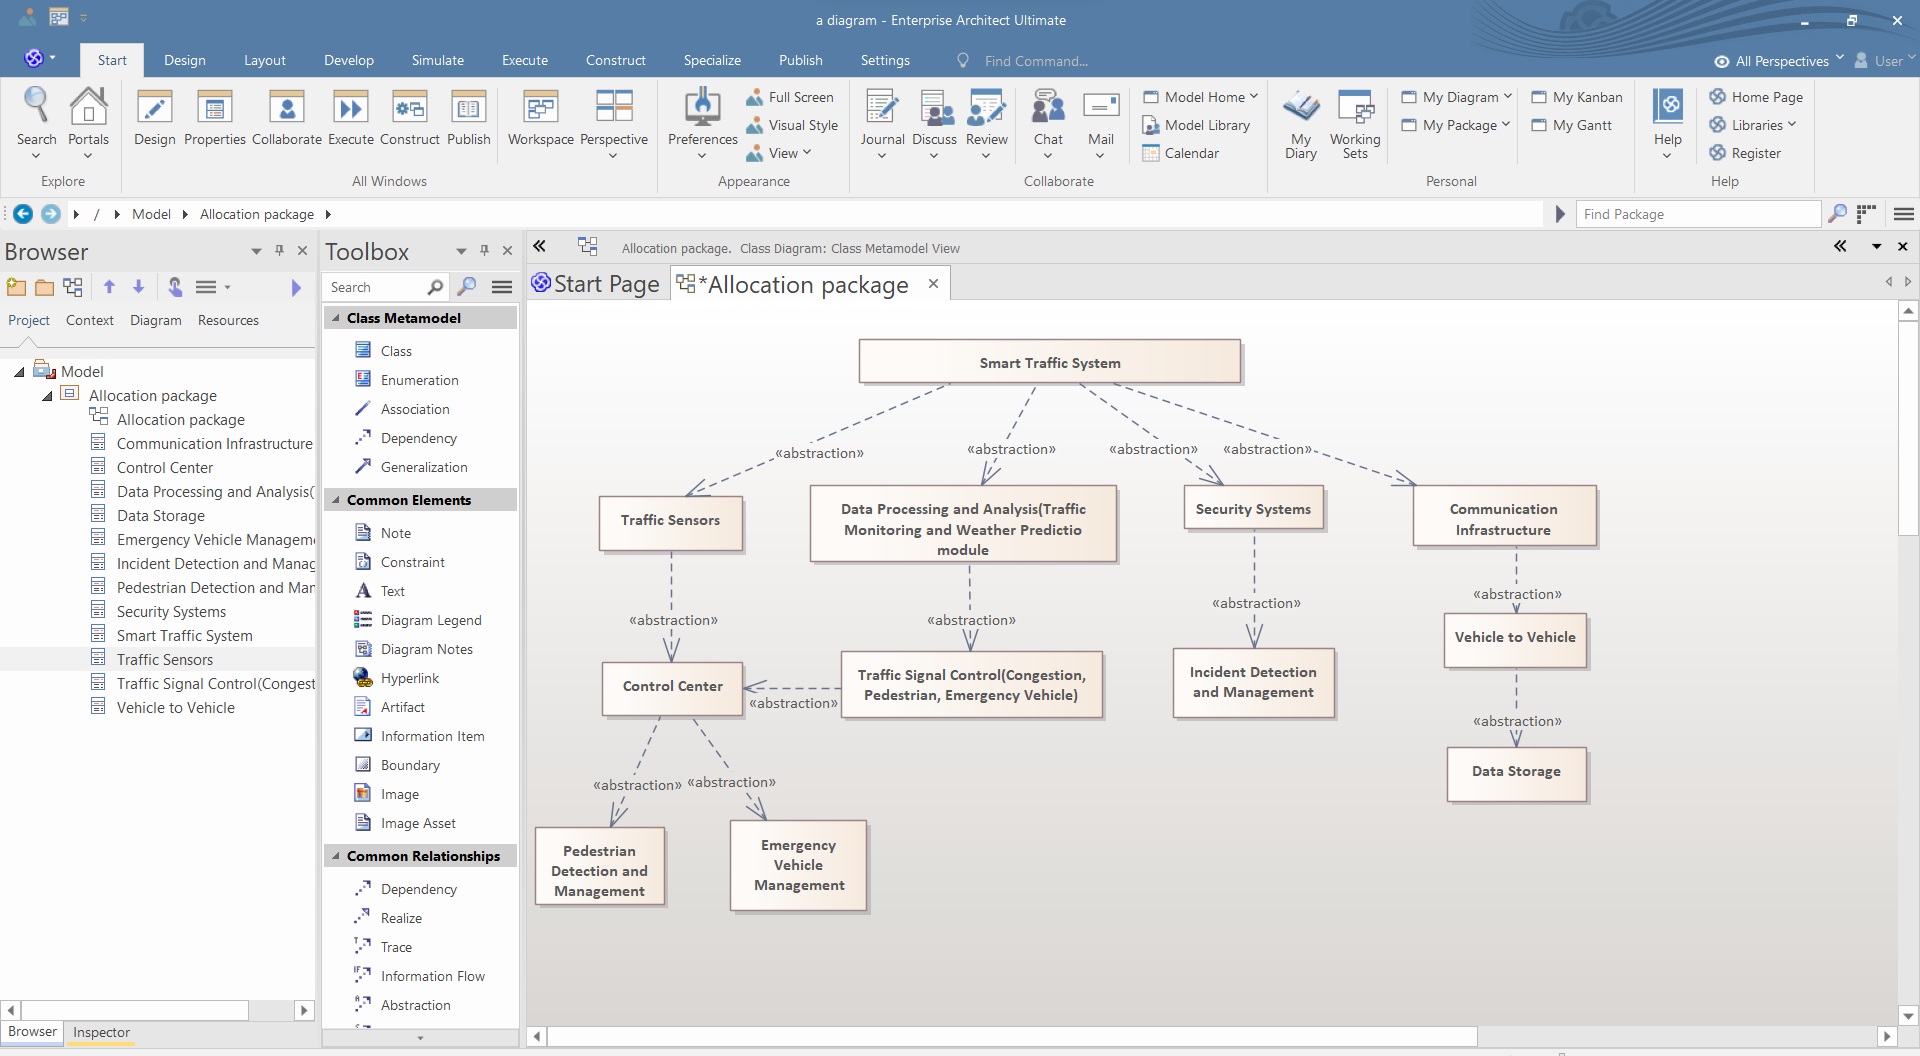 a diagram - Enterprise Architect Ultimate
Start Design Layout Develop Simulate Execute Construct Specialize Publish Settings Find Command... All Perspectives User
Search Portals
Explore
Design Properties Collaborate Execute Construct Publish Workspace Perspective
All Windows
Preferences
Full Screen
Visual Style
View
Appearance
Journal Discuss Review Chat Mail
Model Home
Model Library
Calendar
Collaborate
My Diary
Working Sets
My Diagram
My Package
My Kanban
My Gantt
Personal
Help
Home Page
Libraries
Register
Help
/ Model Allocation package
Find Package
Browser
Project Context Diagram Resources
Model
Allocation package
Allocation package
Communication Infrastructure
Control Center
Data Processing and Analysis(
Data Storage
Emergency Vehicle Managem
Incident Detection and Manag
Pedestrian Detection and Man
Security Systems
Smart Traffic System
Traffic Sensors
Traffic Signal Control(Congest
Vehicle to Vehicle
Browser Inspector
Toolbox
Search
Class Metamodel
Class
Enumeration
Association
Dependency
Generalization
Common Elements
Note
Constraint
Text
Diagram Legend
Diagram Notes
Hyperlink
Artifact
Information Item
Boundary
Image
Image Asset
Common Relationships
Dependency
Realize
Trace
Information Flow
Abstraction
Allocation package. Class Diagram: Class Metamodel View
Start Page *Allocation package
Smart Traffic System
«abstraction» «abstraction» «abstraction» «abstraction»
Traffic Sensors
Data Processing and Analysis(Traffic
Monitoring and Weather Predictio
module
Security Systems
Communication
Infrastructure
«abstraction» «abstraction» «abstraction» «abstraction»
Vehicle to Vehicle
Control Center
«abstraction»
Traffic Signal Control(Congestion,
Pedestrian, Emergency Vehicle)
Incident Detection
and Management
«abstraction»
Data Storage
«abstraction» «abstraction»
Pedestrian
Detection and
Management
Emergency
Vehicle
Management